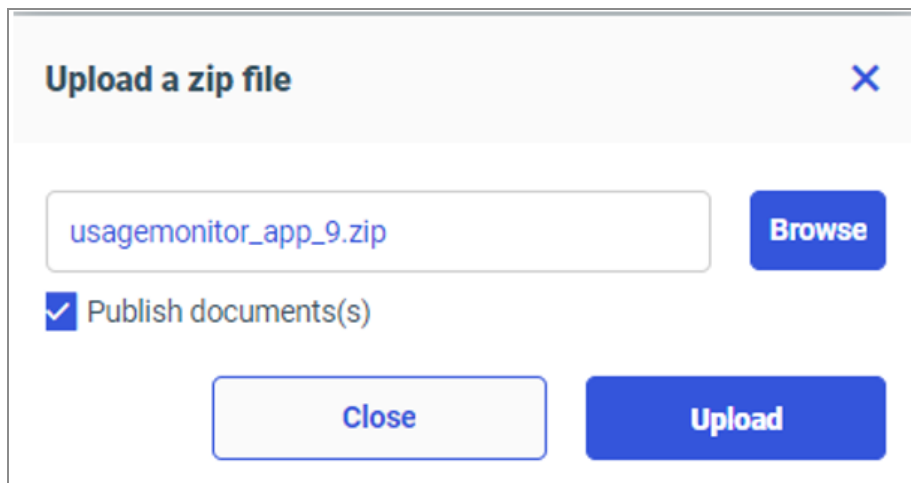 Upload a zip file
usagemonitor_app_9.zip
Browse
Publish documents(s)
Close
Upload